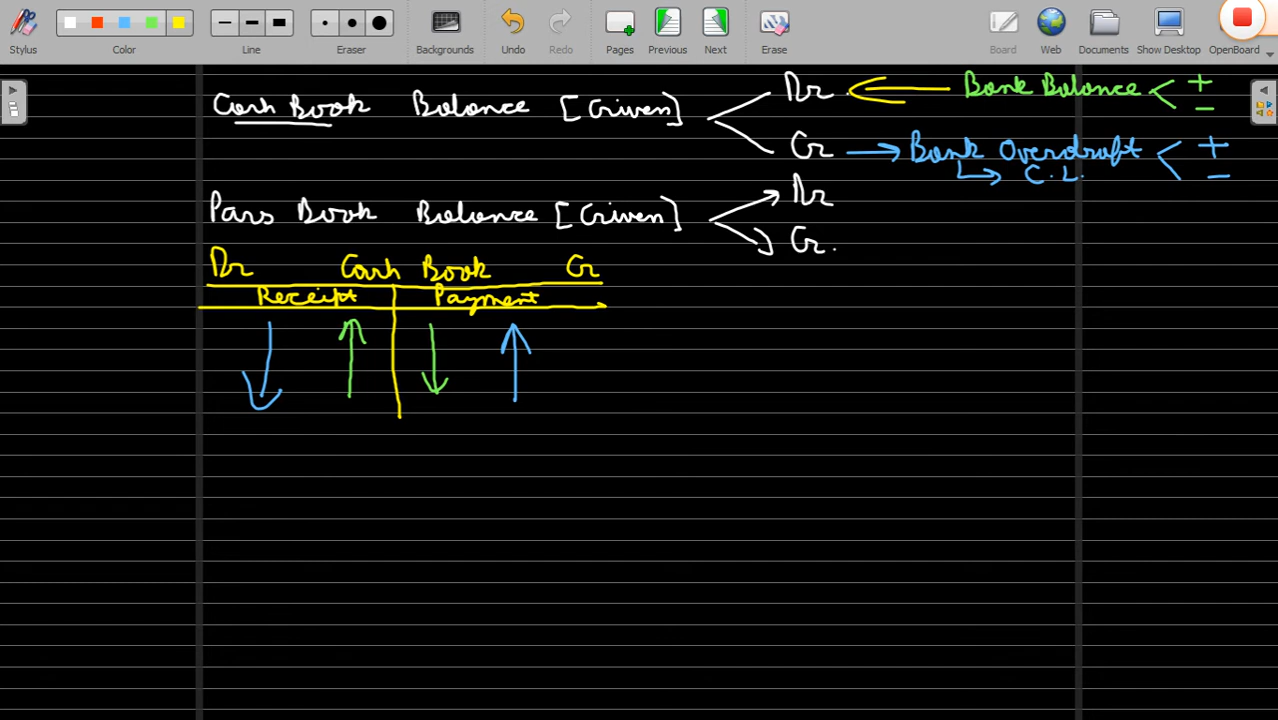 Stylus Color Line Eraser Backgrounds Undo Redo Pages Previous Next Erase Board Web Documents Show Desktop OpenBoard
Cash Book Balance [Given] Dr Bank Balance + -
Cr Bank Overdraft + -
C.L.
Pass Book Balance [Given] Dr
Cr.
Dr Cash Book Cr
Receipt Payment